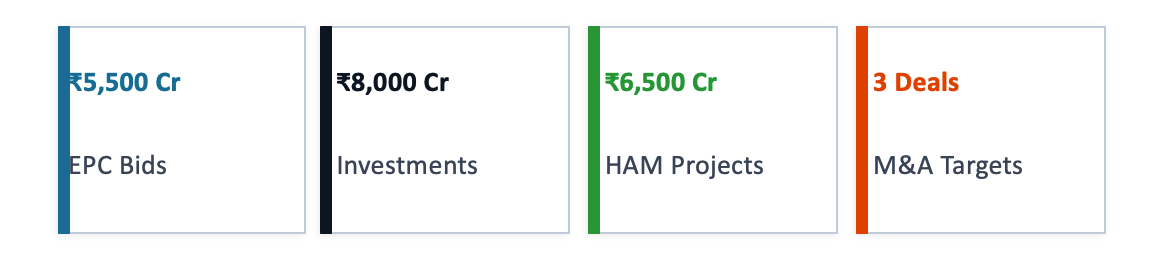 ₹5,500 Cr
EPC Bids
₹8,000 Cr
Investments
₹6,500 Cr
HAM Projects
3 Deals
M&A Targets